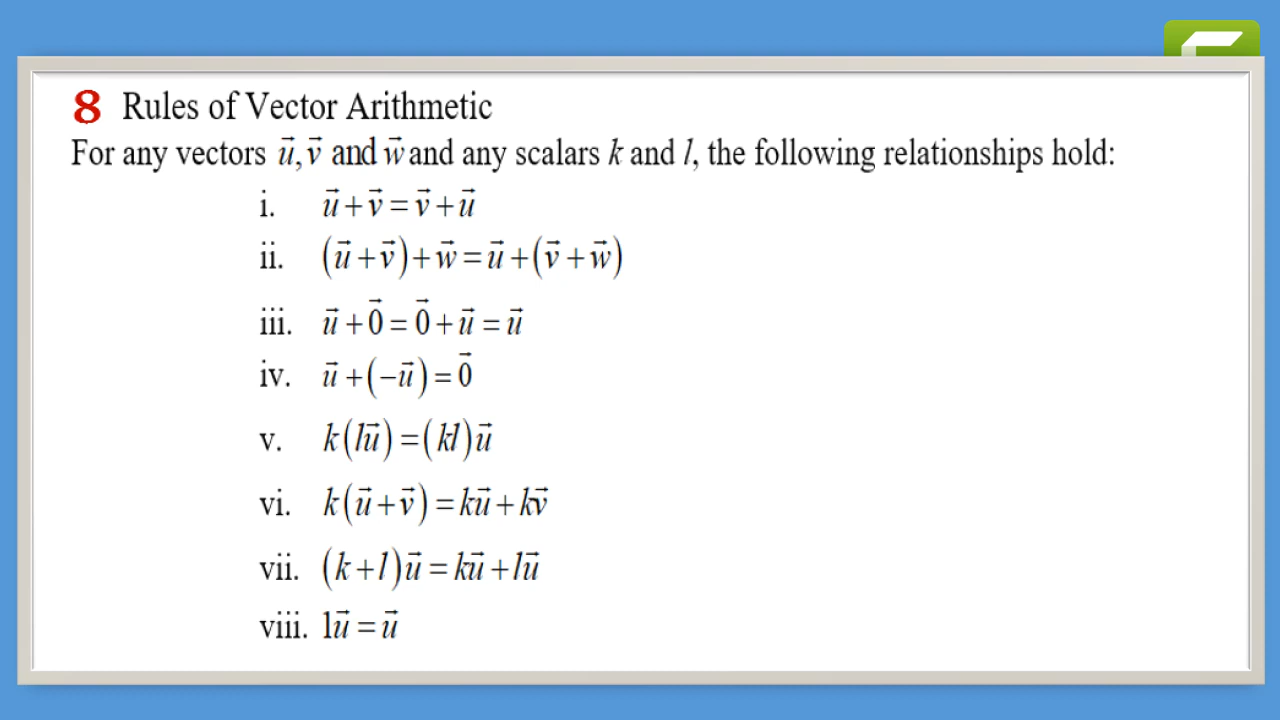 8 Rules of Vector Arithmetic
For any vectors u⃗, v⃗ and w⃗ and any scalars k and l, the following relationships hold:
i. u⃗ + v⃗ = v⃗ + u⃗
ii. (u⃗ + v⃗) + w⃗ = u⃗ + (v⃗ + w⃗)
iii. u⃗ + 0⃗ = 0⃗ + u⃗ = u⃗
iv. u⃗ + (−u⃗) = 0⃗
v. k(lu⃗) = (kl)u⃗
vi. k(u⃗ + v⃗) = ku⃗ + kv⃗
vii. (k + l)u⃗ = ku⃗ + lu⃗
viii. 1u⃗ = u⃗